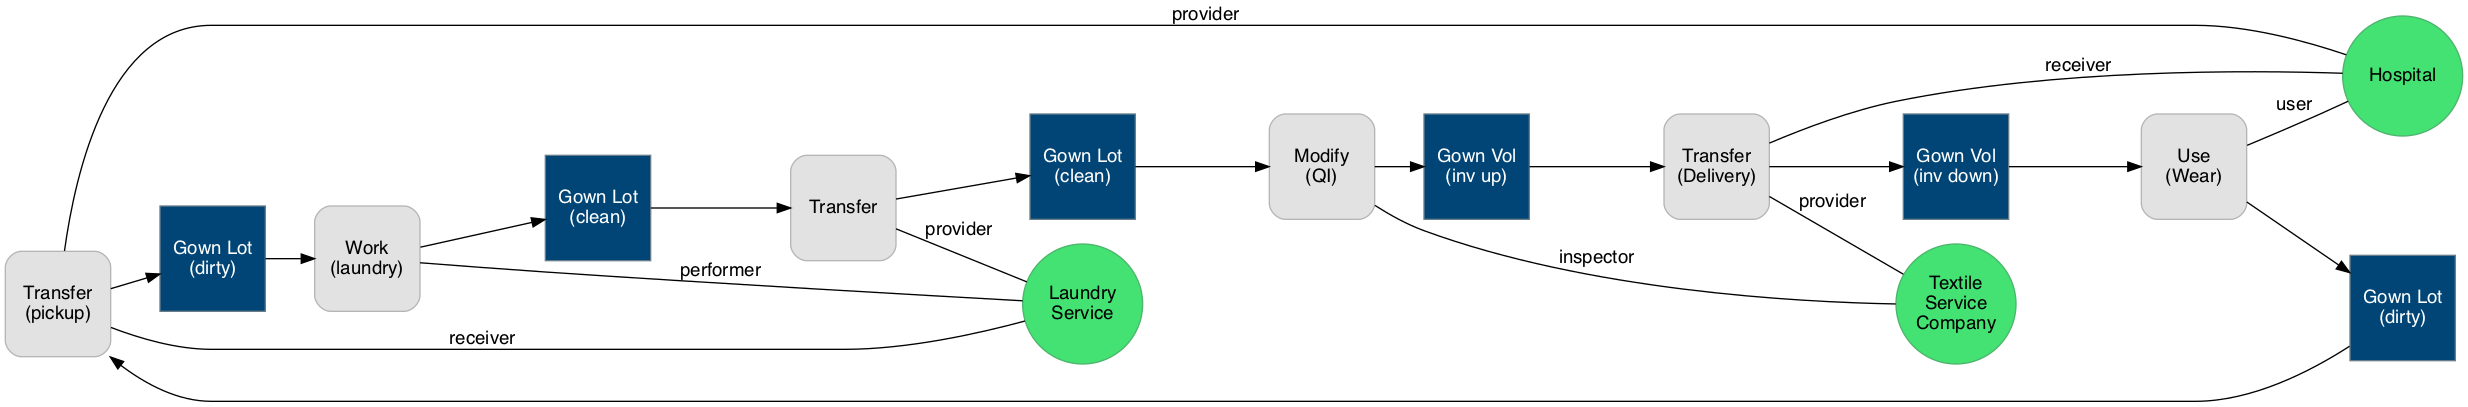 provider
Hospital
receiver
user
Gown Lot
(clean)
Modify
(QI)
Gown Vol
(inv up)
Transfer
(Delivery)
Gown Vol
(inv down)
Use
(Wear)
Gown Lot
(clean)
Transfer
provider
provider
Gown Lot
(dirty)
Work
(laundry)
performer
inspector
Transfer
(pickup)
Laundry
Service
Textile
Service
Company
Gown Lot
(dirty)
receiver